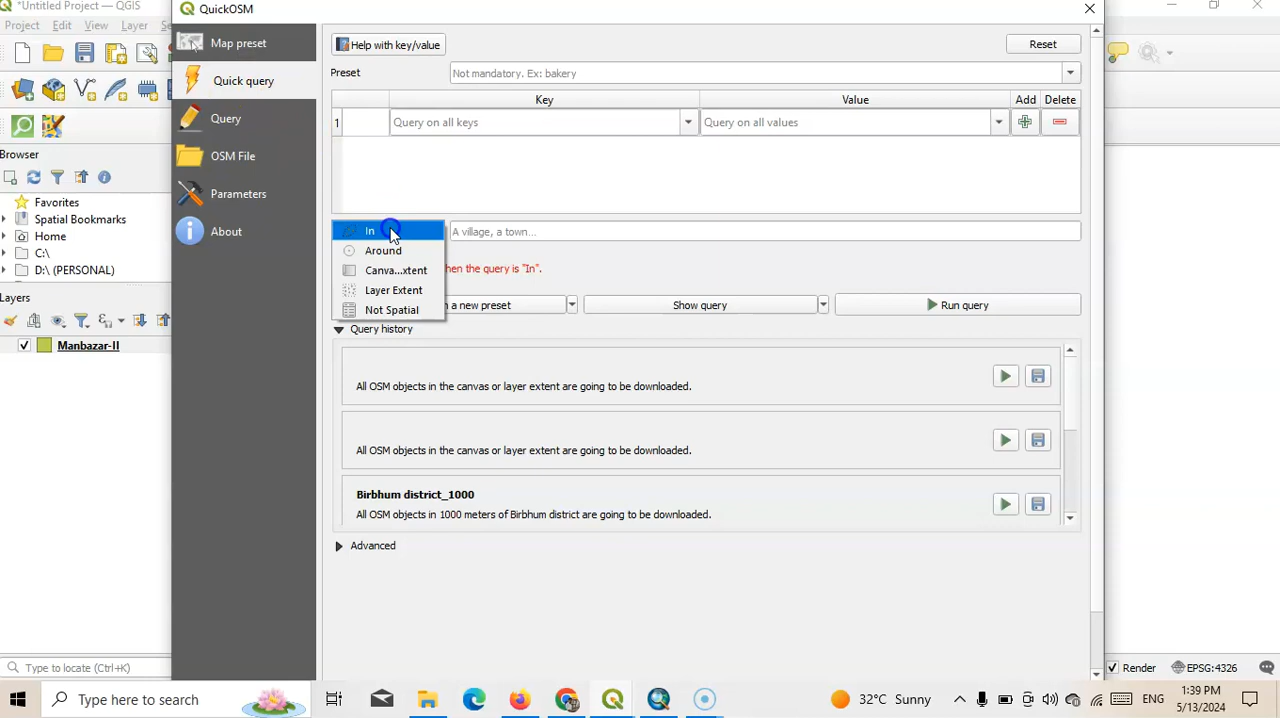 *Untitled Project — QGIS
QuickOSM
Project Edit View Layer
Map preset
Quick query
Query
OSM File
Parameters
About
Help with key/value
Reset
Preset
Not mandatory. Ex: bakery
Key Value Add Delete
1 Query on all keys Query on all values
In
Around
Canva...xtent
Layer Extent
Not Spatial
A village, a town...
hen the query is "In".
n a new preset Show query Run query
Query history
All OSM objects in the canvas or layer extent are going to be downloaded.
All OSM objects in the canvas or layer extent are going to be downloaded.
Birbhum district_1000
All OSM objects in 1000 meters of Birbhum district are going to be downloaded.
Advanced
Browser
Favorites
Spatial Bookmarks
Home
C:\
D:\ (PERSONAL)
Layers
Manbazar-II
Type to locate (Ctrl+K)
Render EPSG:4326
Type here to search
32°C Sunny
ENG
1:39 PM
5/13/2024